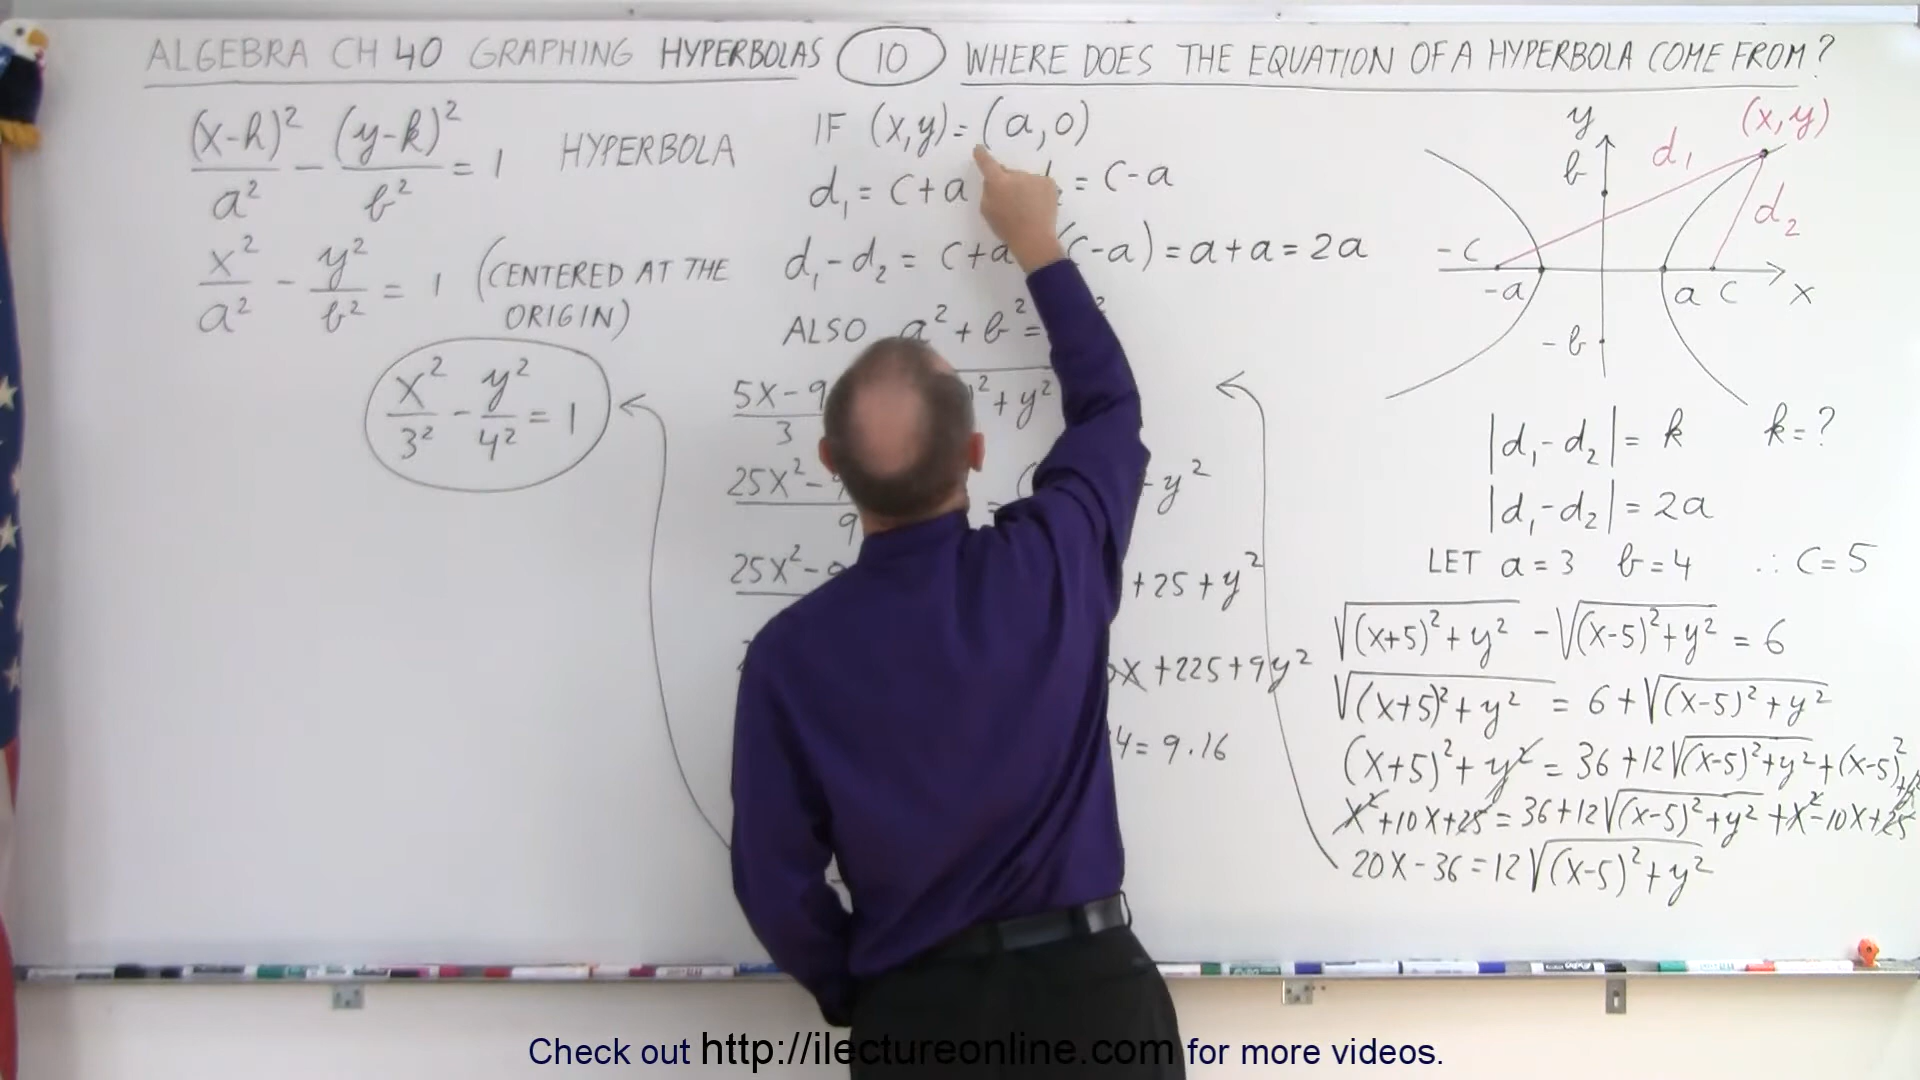 ALGEBRA CH 40 GRAPHING HYPERBOLAS (10) WHERE DOES THE EQUATION OF A HYPERBOLA COME FROM?
(x-h)²/a² - (y-k)²/b² = 1 HYPERBOLA
x²/a² - y²/b² = 1 (CENTERED AT THE ORIGIN)
x²/3² - y²/4² = 1
IF (x,y) = (a,0)
d₁ = c+a = c-a
d₁-d₂ = c+a (c-a) = a+a = 2a
ALSO a² + b² =
5x-9
3
² + y²
25x²-
9
= ( + y²
25x²-
+25+y²
x +225+9y²
4 = 9·16
y
(x,y)
b
d₁
d₂
-c
-a
a c x
-b
|d₁-d₂| = k k=?
|d₁-d₂| = 2a
LET a=3 b=4 ∴ c=5
√(x+5)²+y² - √(x-5)²+y² = 6
√(x+5)²+y² = 6+√(x-5)²+y²
(x+5)²+y² = 36+12√(x-5)²+y²+(x-5)²
x²+10x+25 = 36+12√(x-5)²+y²+x²-10x+25
20x-36 = 12√(x-5)²+y²
Check out http://ilectureonline.com for more videos.